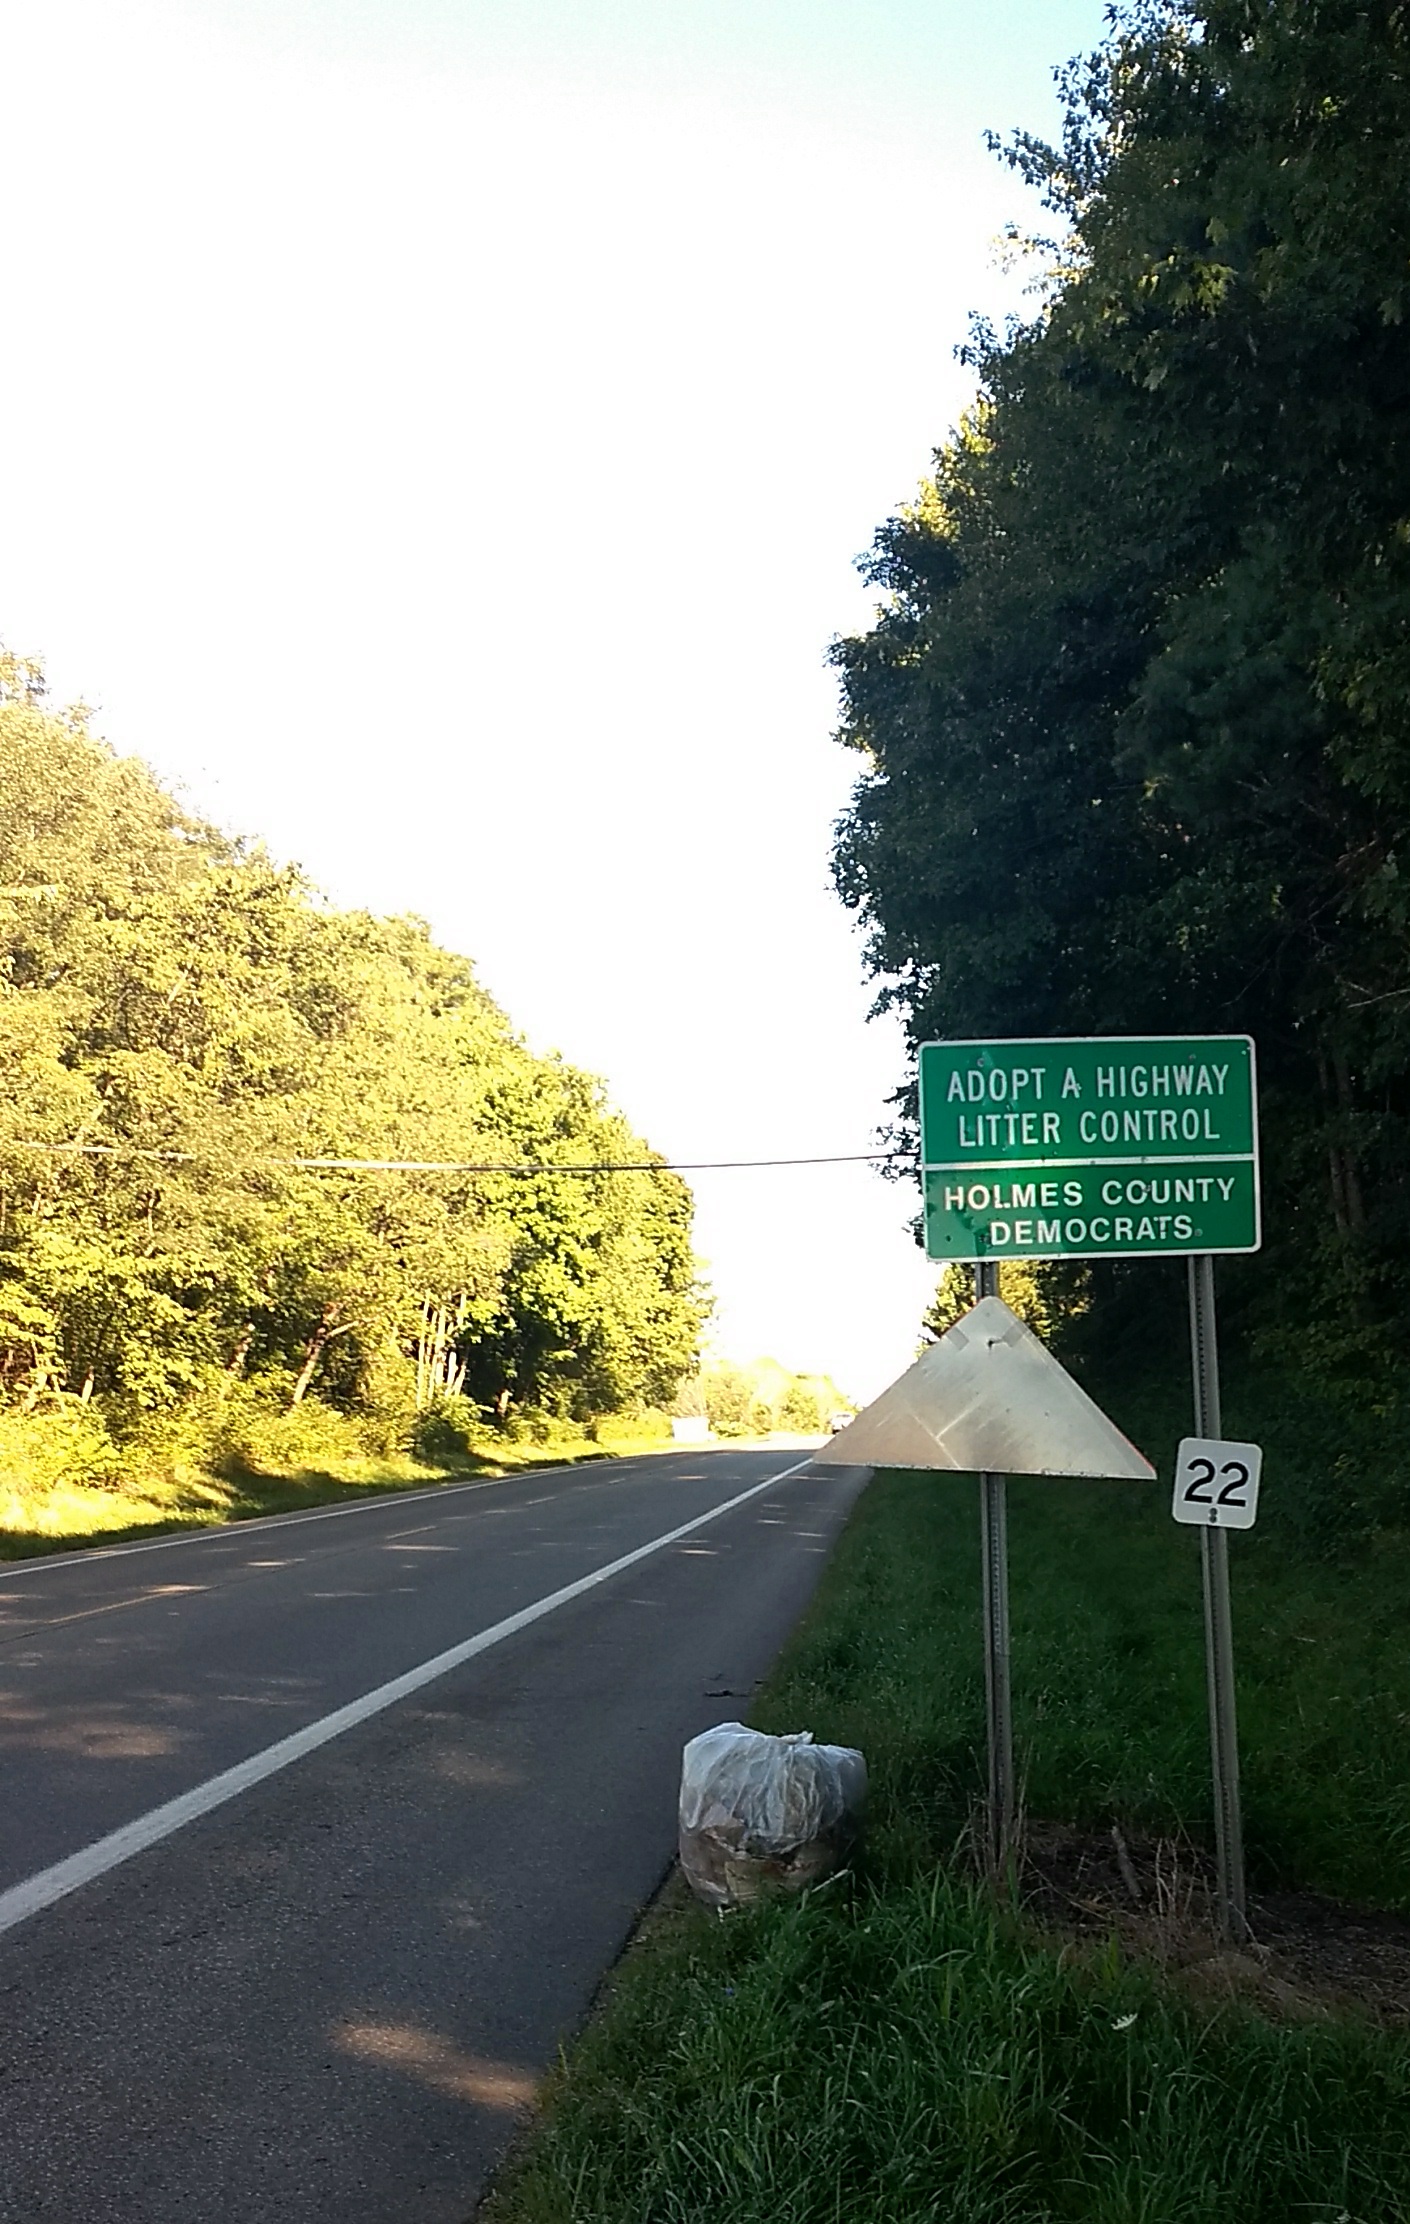 ADOPT A HIGHWAY
LITTER CONTROL
HOLMES COUNTY
DEMOCRATS
22